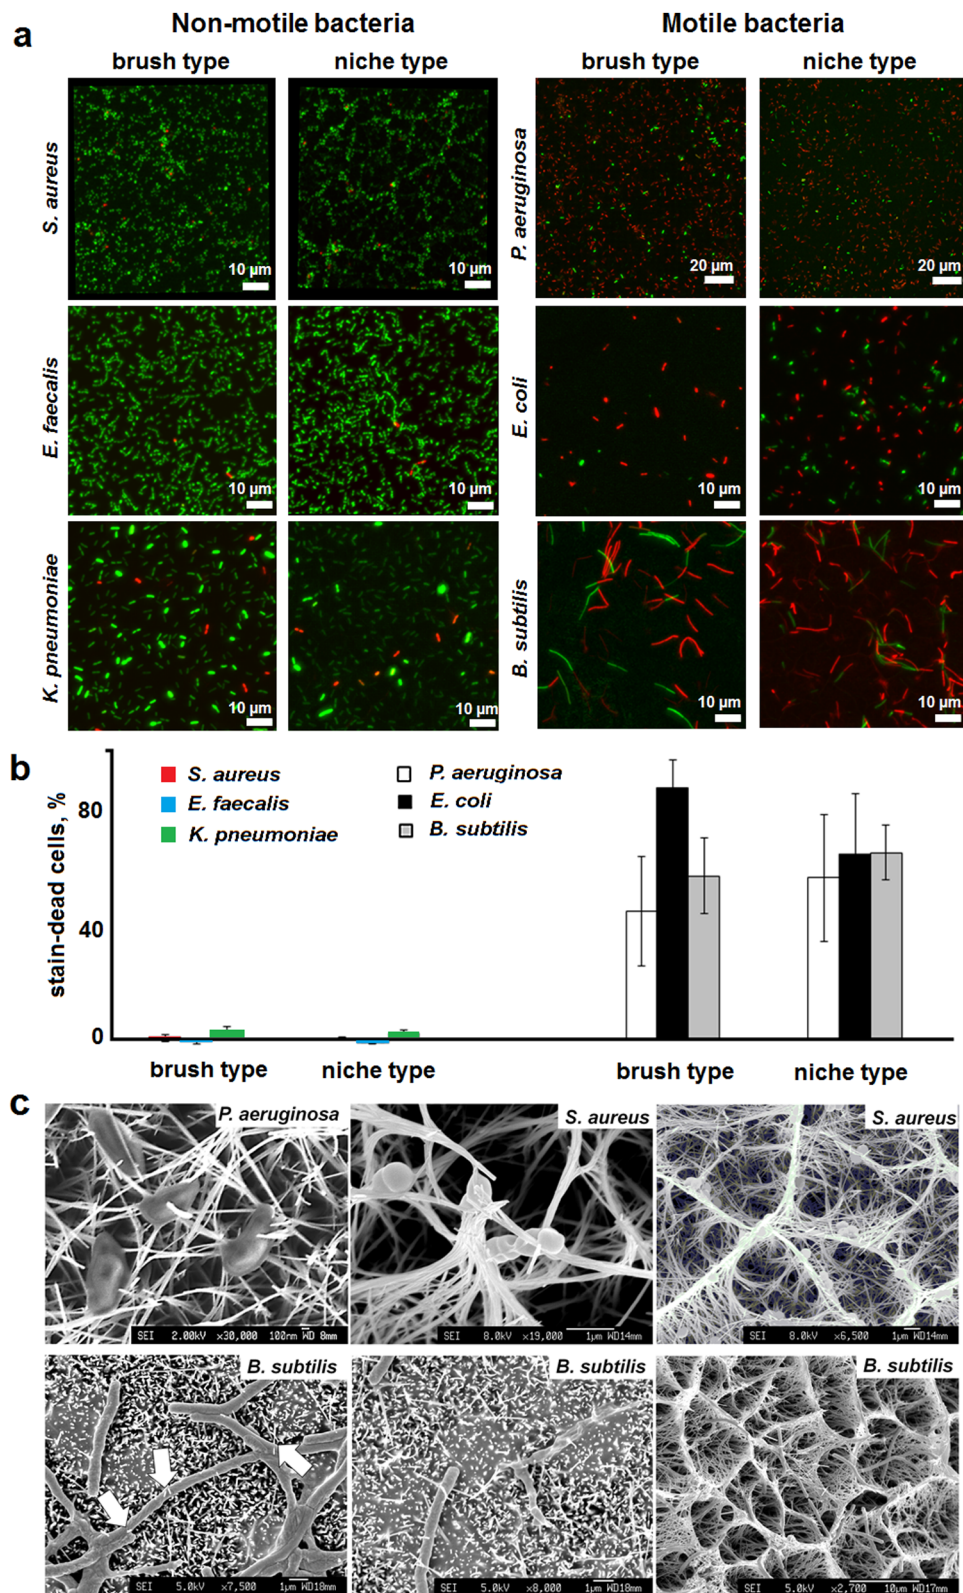 Non-motile bacteria
Motile bacteria
a
brush type
niche type
brush type
niche type
S. aureus
10 µm
10 µm
P. aeruginosa
20 µm
20 µm
E. faecalis
10 µm
10 µm
E. coli
10 µm
10 µm
K. pneumoniae
10 µm
10 µm
B. subtilis
10 µm
10 µm
b
stain-dead cells, %
80
40
0
S. aureus
E. faecalis
K. pneumoniae
P. aeruginosa
E. coli
B. subtilis
brush type
niche type
brush type
niche type
c
P. aeruginosa
SEI 2.00kV ×30,000 100nm WD 8mm
S. aureus
SEI 8.0kV ×19,000 1µm WD14mm
S. aureus
SEI 8.0kV ×6,500 1µm WD14mm
B. subtilis
SEI 5.0kV ×7,500 1µm WD18mm
B. subtilis
SEI 5.0kV ×8,000 1µm WD18mm
B. subtilis
SEI 5.0kV ×2,700 10µm WD17mm